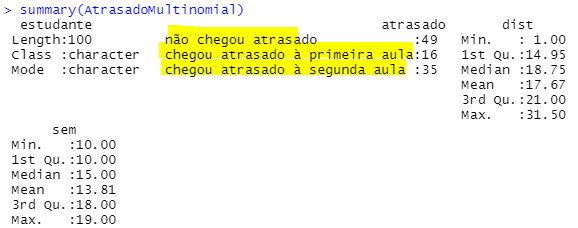 > summary(AtrasadoMultinomial)
estudante atrasado dist
Length:100 não chegou atrasado :49 Min. : 1.00
Class :character chegou atrasado à primeira aula:16 1st Qu.:14.95
Mode :character chegou atrasado à segunda aula :35 Median :18.75
Mean :17.67
3rd Qu.:21.00
Max. :31.50
sem
Min. :10.00
1st Qu.:10.00
Median :15.00
Mean :13.81
3rd Qu.:18.00
Max. :19.00